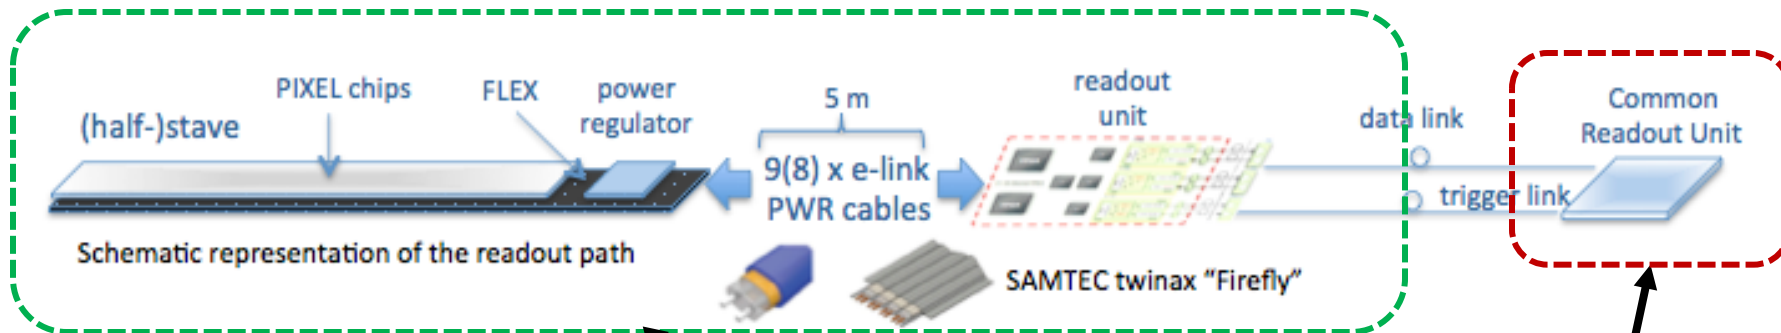 PIXEL chips
FLEX
power
regulator
(half-)stave
5 m
9(8) x e-link
PWR cables
readout
unit
data link
trigger link
Common
Readout Unit
Schematic representation of the readout path
SAMTEC twinax “Firefly”